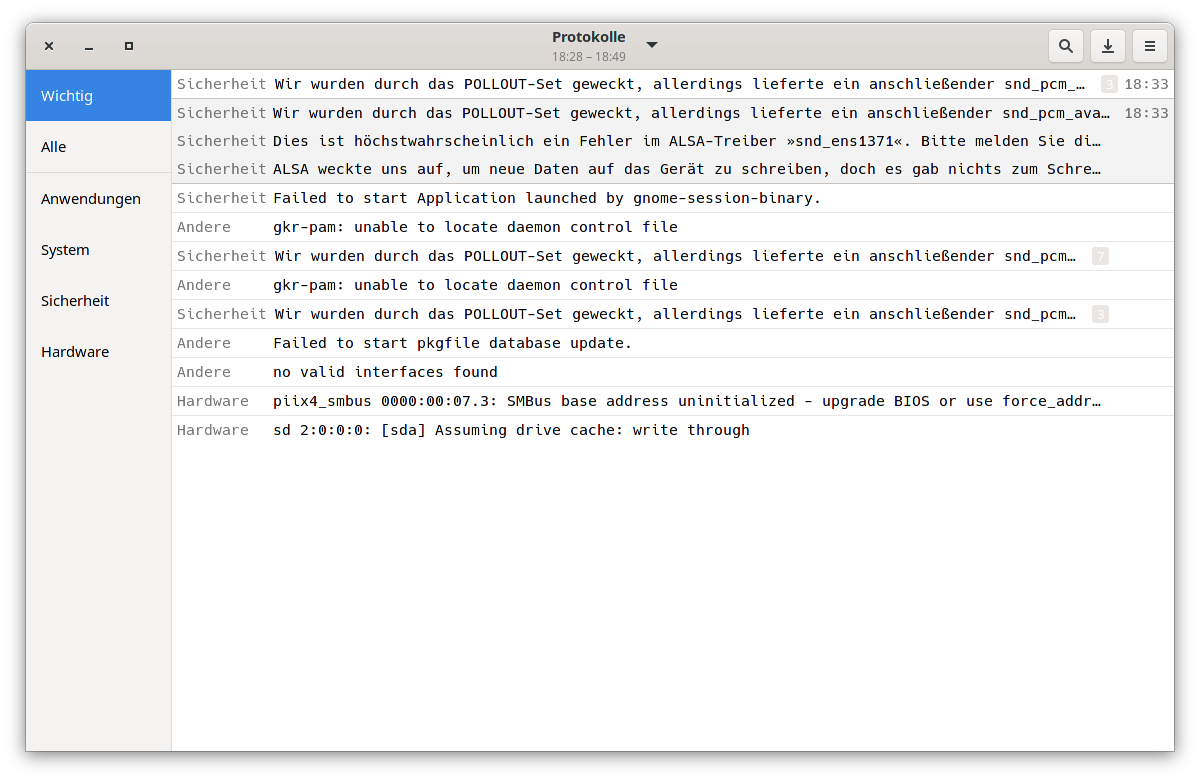 Protokolle
18:28 – 18:49
Wichtig
Alle
Anwendungen
System
Sicherheit
Hardware
Sicherheit Wir wurden durch das POLLOUT-Set geweckt, allerdings lieferte ein anschließender snd_pcm_… 3 18:33
Sicherheit Wir wurden durch das POLLOUT-Set geweckt, allerdings lieferte ein anschließender snd_pcm_ava… 18:33
Sicherheit Dies ist höchstwahrscheinlich ein Fehler im ALSA-Treiber »snd_ens1371«. Bitte melden Sie di…
Sicherheit ALSA weckte uns auf, um neue Daten auf das Gerät zu schreiben, doch es gab nichts zum Schre…
Sicherheit Failed to start Application launched by gnome-session-binary.
Andere gkr-pam: unable to locate daemon control file
Sicherheit Wir wurden durch das POLLOUT-Set geweckt, allerdings lieferte ein anschließender snd_pcm… 7
Andere gkr-pam: unable to locate daemon control file
Sicherheit Wir wurden durch das POLLOUT-Set geweckt, allerdings lieferte ein anschließender snd_pcm… 3
Andere Failed to start pkgfile database update.
Andere no valid interfaces found
Hardware piix4_smbus 0000:00:07.3: SMBus base address uninitialized - upgrade BIOS or use force_addr…
Hardware sd 2:0:0:0: [sda] Assuming drive cache: write through